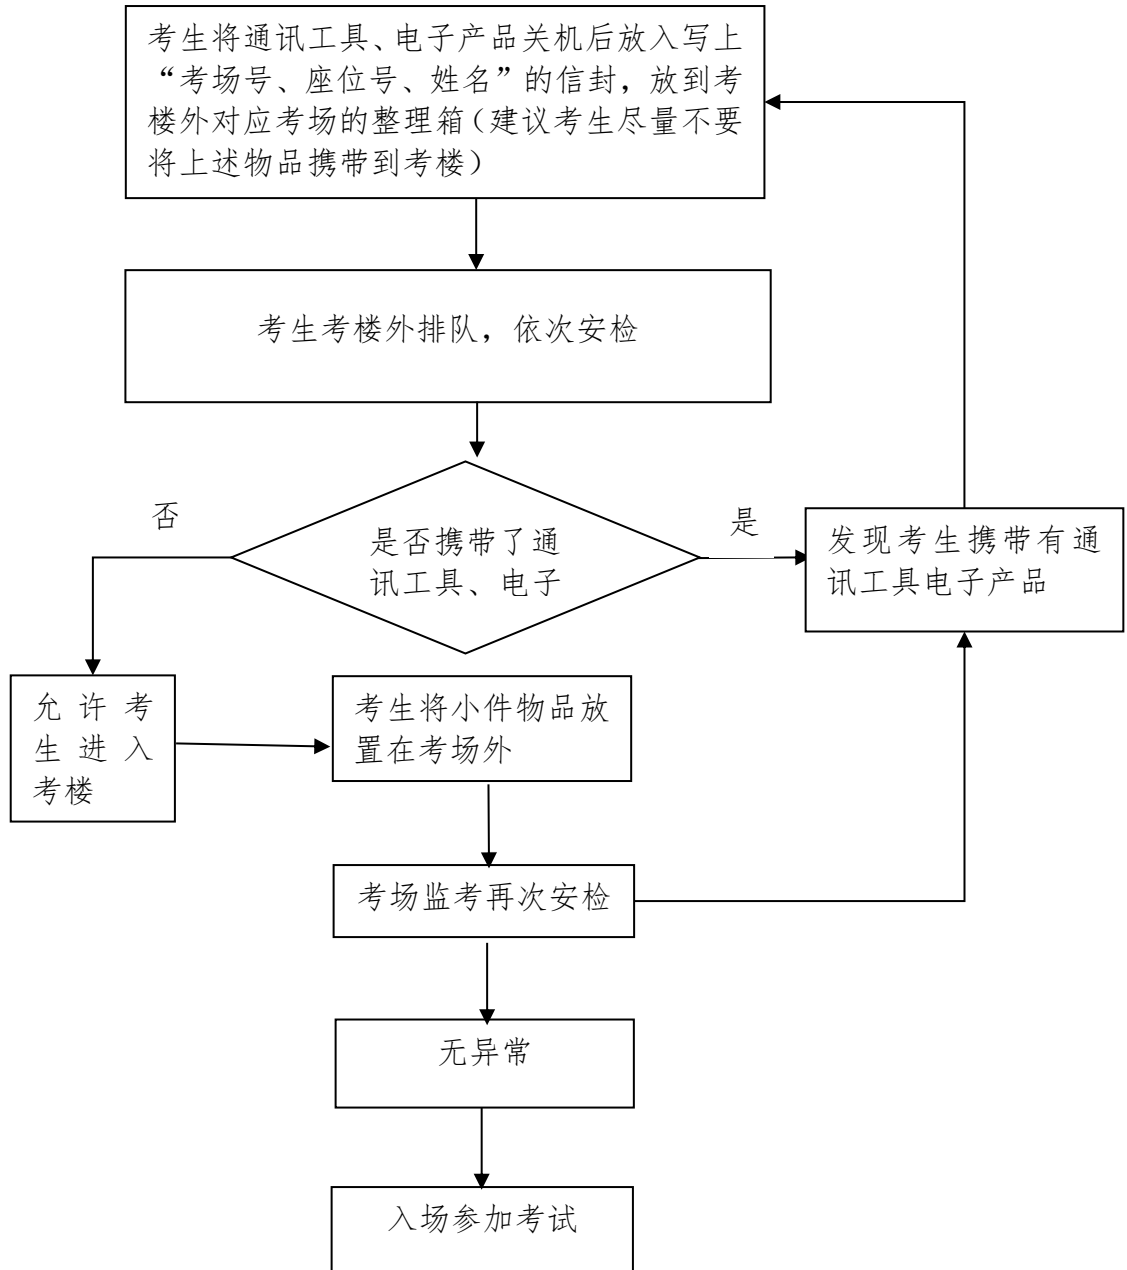 考生将通讯工具、电子产品关机后放入写上
“考场号、座位号、姓名”的信封，放到考
楼外对应考场的整理箱（建议考生尽量不要
将上述物品携带到考楼）
考生考楼外排队，依次安检
否
是否携带了通
讯工具、电子
是
发现考生携带有通
讯工具电子产品
允许考
生进入
考楼
考生将小件物品放
置在考场外
考场监考再次安检
无异常
入场参加考试